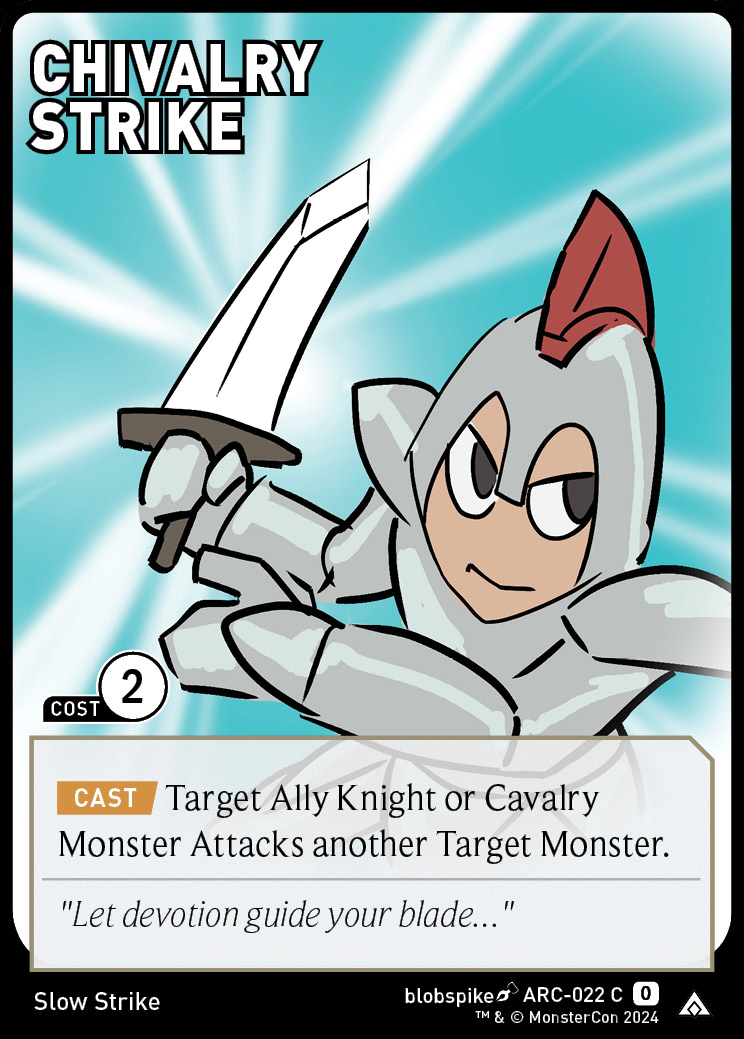 CHIVALRY
STRIKE
COST 2
CAST Target Ally Knight or Cavalry
Monster Attacks another Target Monster.
"Let devotion guide your blade..."
Slow Strike
blobspike ARC-022 C 0
™ & © MonsterCon 2024